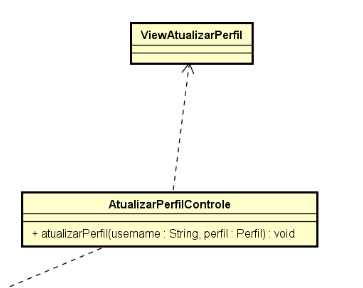 ViewAtualizarPerfil
AtualizarPerfilControle
+ atualizarPerfil(username : String, perfil : Perfil) : void